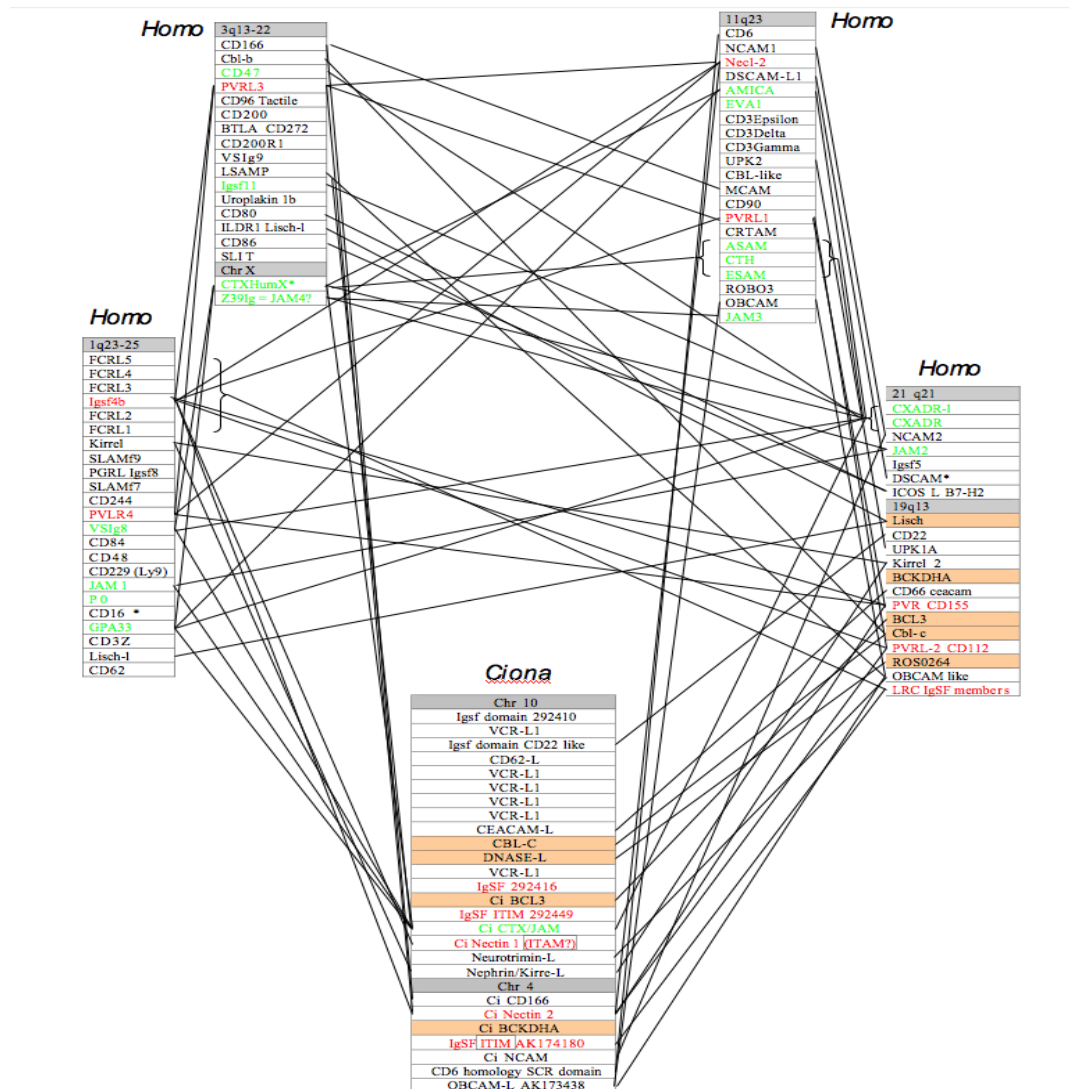 Homo
3q13-22
CD166
Cbl-b
CD47
PVRL3
CD96 Tactile
CD200
BTLA CD272
CD200R1
VSIg9
LSAMP
Igsf11
Uroplakin 1b
CD80
ILDR1 Lisch-l
CD86
SLIT
Chr X
CTXHumX*
Z39Ig = JAM4?
Homo
11q23
CD6
NCAM1
Necl-2
DSCAM-L1
AMICA
EVA1
CD3Epsilon
CD3Delta
CD3Gamma
UPK2
CBL-like
MCAM
CD90
PVRL1
CRTAM
ASAM
CTH
ESAM
ROBO3
OBCAM
JAM3
Homo
1q23-25
FCRL5
FCRL4
FCRL3
Igsf4b
FCRL2
FCRL1
Kirrel
SLAMf9
PGRL Igsf8
SLAMf7
CD244
PVLR4
VSIg8
CD84
CD48
CD229 (Ly9)
JAM 1
P 0
CD16 *
GPA33
CD3Z
Lisch-l
CD62
Homo
21 q21
CXADR-l
CXADR
NCAM2
JAM2
Igsf5
DSCAM*
ICOS L B7-H2
19q13
Lisch
CD22
UPK1A
Kirrel 2
BCKDHA
CD66 ceacam
PVR CD155
BCL3
Cbl-c
PVRL-2 CD112
ROS0264
OBCAM like
LRC IgSF members
Ciona
Chr 10
Igsf domain 292410
VCR-L1
Igsf domain CD22 like
CD62-L
VCR-L1
VCR-L1
VCR-L1
VCR-L1
CEACAM-L
CBL-C
DNASE-L
VCR-L1
IgSF 292416
Ci BCL3
IgSF ITIM 292449
Ci CTX/JAM
Ci Nectin 1 (ITAM?)
Neurotrimin-L
Nephrin/Kirre-L
Chr 4
Ci CD166
Ci Nectin 2
Ci BCKDHA
IgSF ITIM AK174180
Ci NCAM
CD6 homology SCR domain
OBCAM-L AK173438